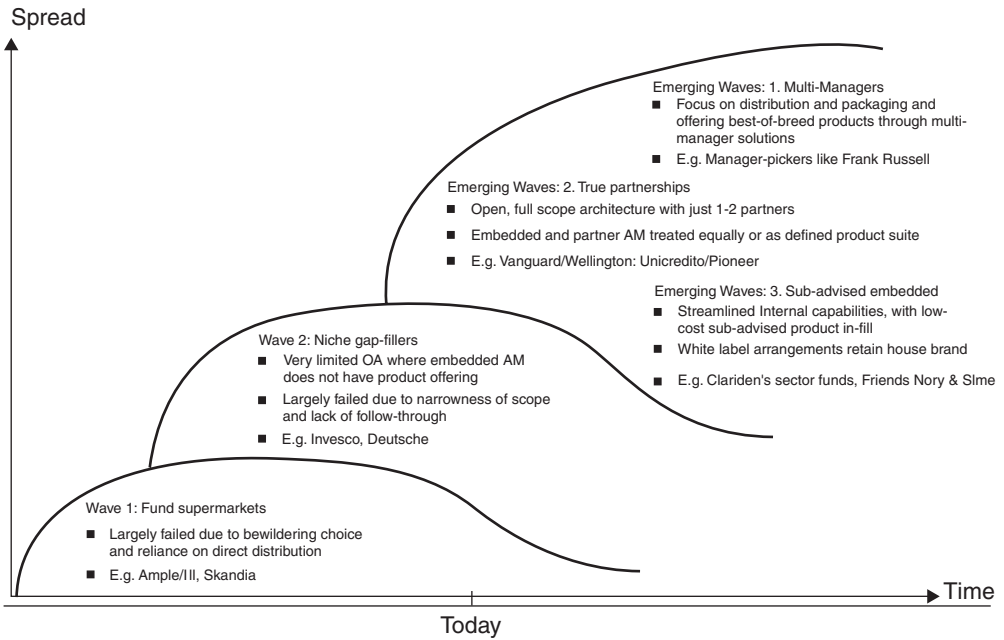 Spread
Emerging Waves: 1. Multi-Managers
■ Focus on distribution and packaging and
offering best-of-breed products through multi-
manager solutions
■ E.g. Manager-pickers like Frank Russell
Emerging Waves: 2. True partnerships
■ Open, full scope architecture with just 1-2 partners
■ Embedded and partner AM treated equally or as defined product suite
■ E.g. Vanguard/Wellington: Unicredito/Pioneer
Emerging Waves: 3. Sub-advised embedded
■ Streamlined Internal capabilities, with low-
cost sub-advised product in-fill
■ White label arrangements retain house brand
■ E.g. Clariden's sector funds, Friends Nory & Slme
Wave 2: Niche gap-fillers
■ Very limited OA where embedded AM
does not have product offering
■ Largely failed due to narrowness of scope
and lack of follow-through
■ E.g. Invesco, Deutsche
Wave 1: Fund supermarkets
■ Largely failed due to bewildering choice
and reliance on direct distribution
■ E.g. Ample/III, Skandia
Time
Today